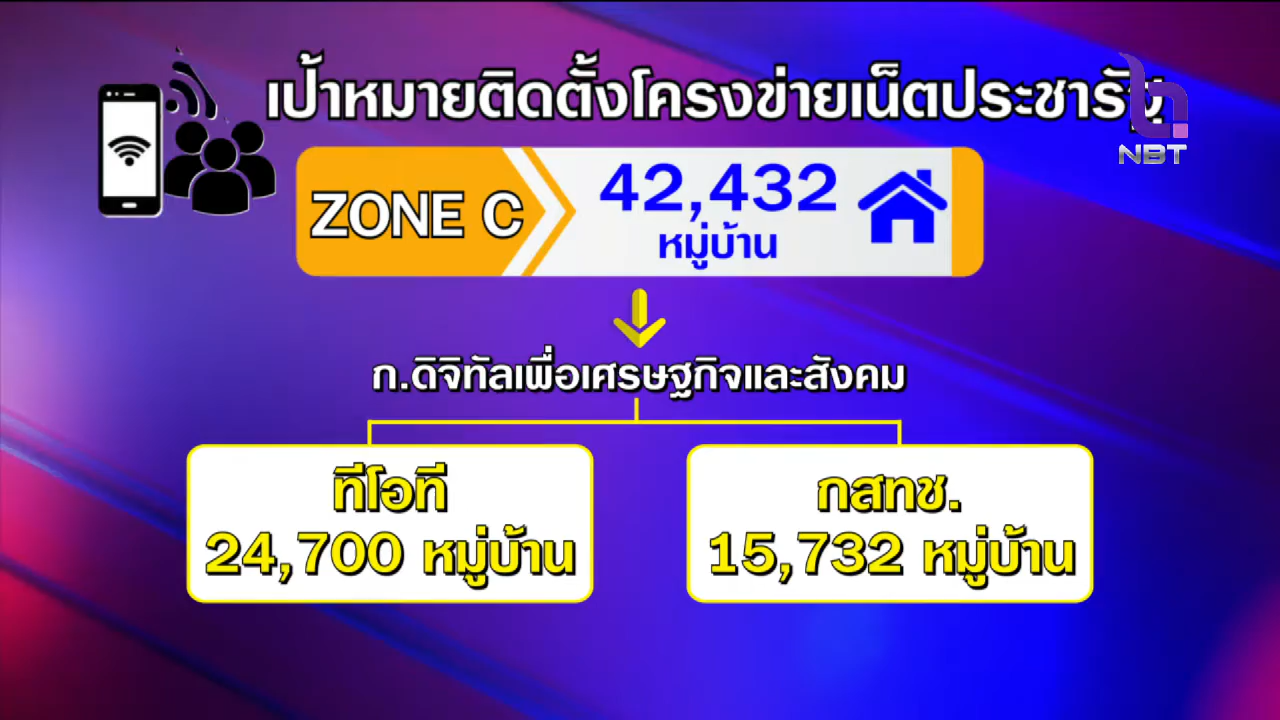 เป้าหมายติดตั้งโครงข่ายเน็ตประชารัฐ
NBT
ZONE C
42,432
หมู่บ้าน
ก.ดิจิทัลเพื่อเศรษฐกิจและสังคม
ทีโอที
24,700 หมู่บ้าน
กสทช.
15,732 หมู่บ้าน